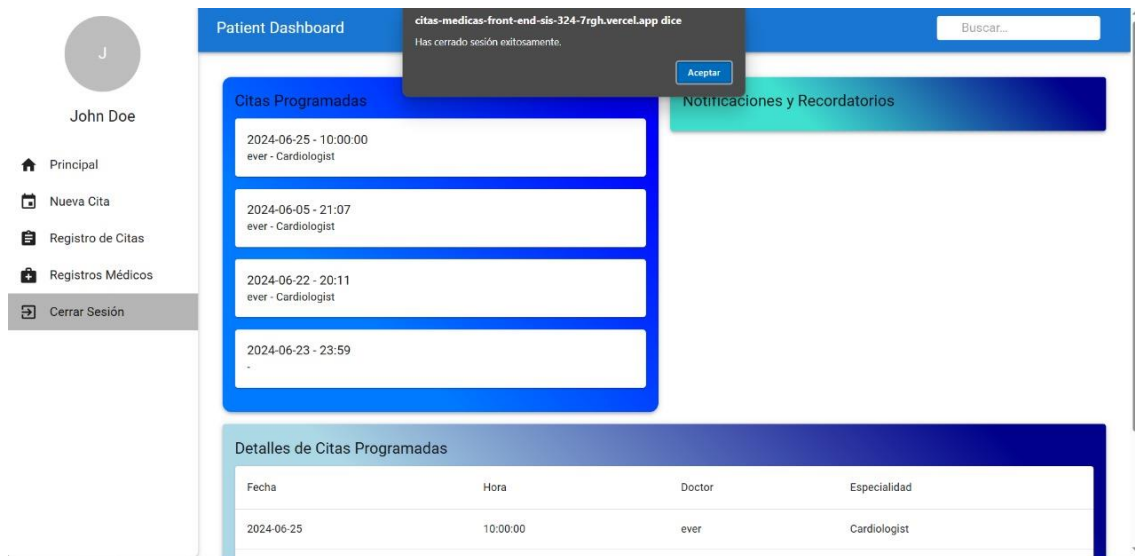 J
John Doe
Principal
Nueva Cita
Registro de Citas
Registros Médicos
Cerrar Sesión
Patient Dashboard
citas-medicas-front-end-sis-324-7rgh.vercel.app dice
Has cerrado sesión exitosamente.
Aceptar
Buscar...
Citas Programadas
2024-06-25 - 10:00:00
ever - Cardiologist
2024-06-05 - 21:07
ever - Cardiologist
2024-06-22 - 20:11
ever - Cardiologist
2024-06-23 - 23:59
-
Notificaciones y Recordatorios
Detalles de Citas Programadas
Fecha Hora Doctor Especialidad
2024-06-25 10:00:00 ever Cardiologist